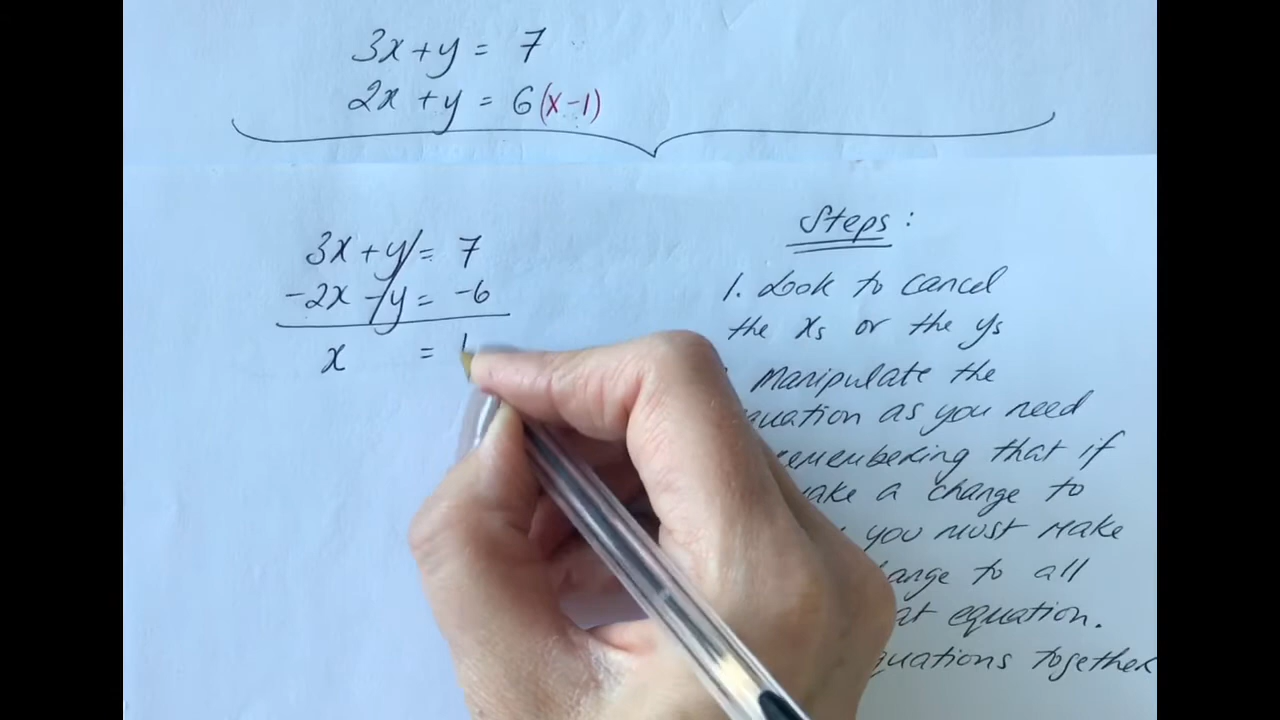 3x + y = 7
2x + y = 6 (x-1)
3x + y = 7
-2x - y = -6
x =
Steps:
1. Look to cancel
the xs or the ys
Manipulate the
equation as you need
remembering that if
make a change to
you must make
change to all
equation.
equations together